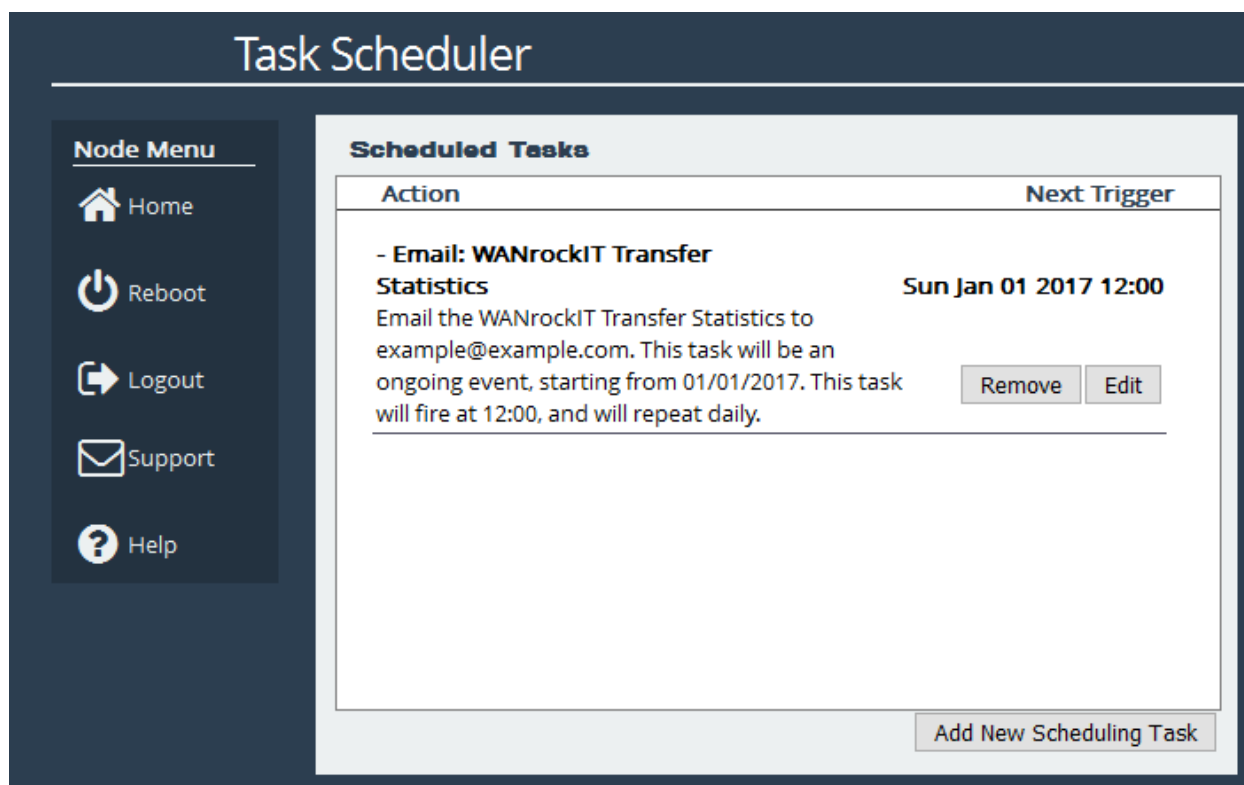 Task Scheduler
Node Menu
Home
Reboot
Logout
Support
Help
Scheduled Tasks
Action Next Trigger
- Email: WANrockIT Transfer
Statistics Sun Jan 01 2017 12:00
Email the WANrockIT Transfer Statistics to
example@example.com. This task will be an
ongoing event, starting from 01/01/2017. This task
will fire at 12:00, and will repeat daily.
Remove Edit
Add New Scheduling Task